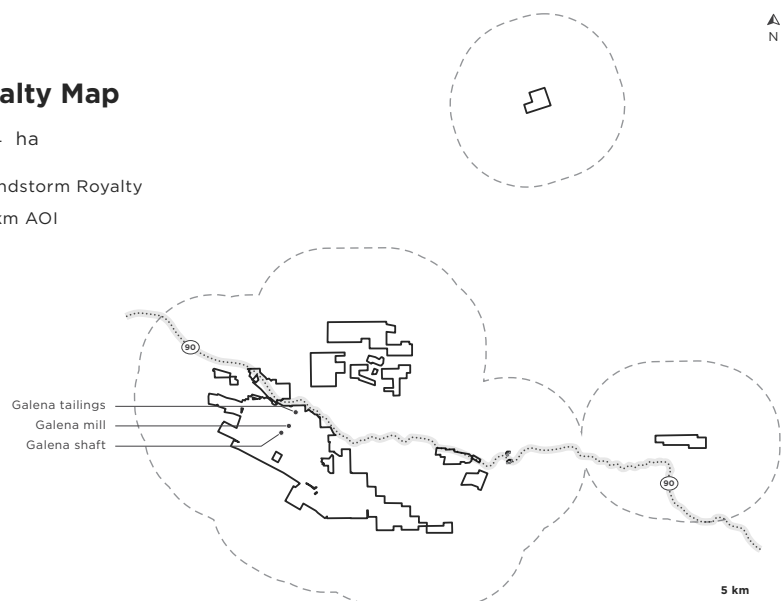 N
alty Map
ha
ndstorm Royalty
km AOI
90
Galena tailings
Galena mill
Galena shaft
90
5 km